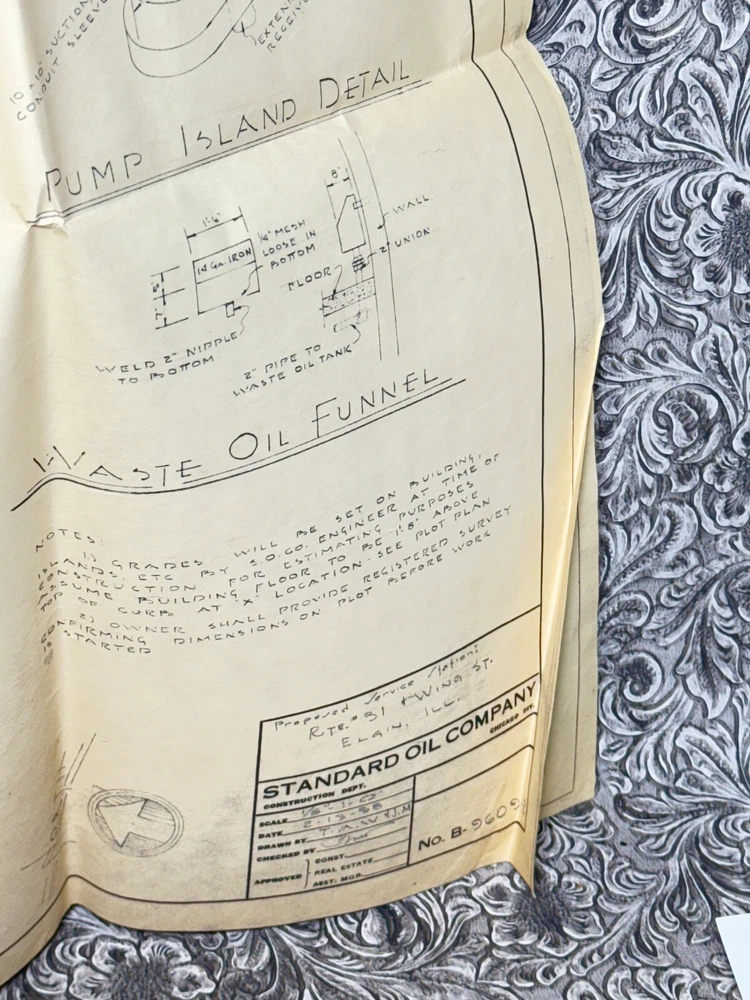 10"x10" SUCTION
CONDUIT SLEEVE
PUMP ISLAND DETAIL
1'-6"
14 GA. IRON
1/4" MESH
LOOSE IN
BOTTOM
WELD 2" NIPPLE
TO BOTTOM
8"
WALL
2" UNION
FLOOR
2" PIPE TO
WASTE OIL TANK
WASTE OIL FUNNEL
NOTES:
1) GRADES WILL BE SET ON BUILDING,
ISLANDS, ETC BY S.O.CO. ENGINEER AT TIME OF
CONSTRUCTION. FOR ESTIMATING PURPOSES
ASSUME BUILDING FLOOR TO BE 1'-8" ABOVE
TOP OF CURB AT "X" LOCATION - SEE PLOT PLAN
2) OWNER SHALL PROVIDE REGISTERED SURVEY
CONFIRMING DIMENSIONS ON PLOT BEFORE WORK
IS STARTED
Proposed Service Station:
RTE. #31 & WING ST.
ELGIN, ILL.
STANDARD OIL COMPANY
CHICAGO DIV.
CONSTRUCTION DEPT.
SCALE
DATE
DRAWN BY T.A.W.
CHECKED BY
APPROVED
CONST.
REAL ESTATE
ASST. MGR.
No. B-9609